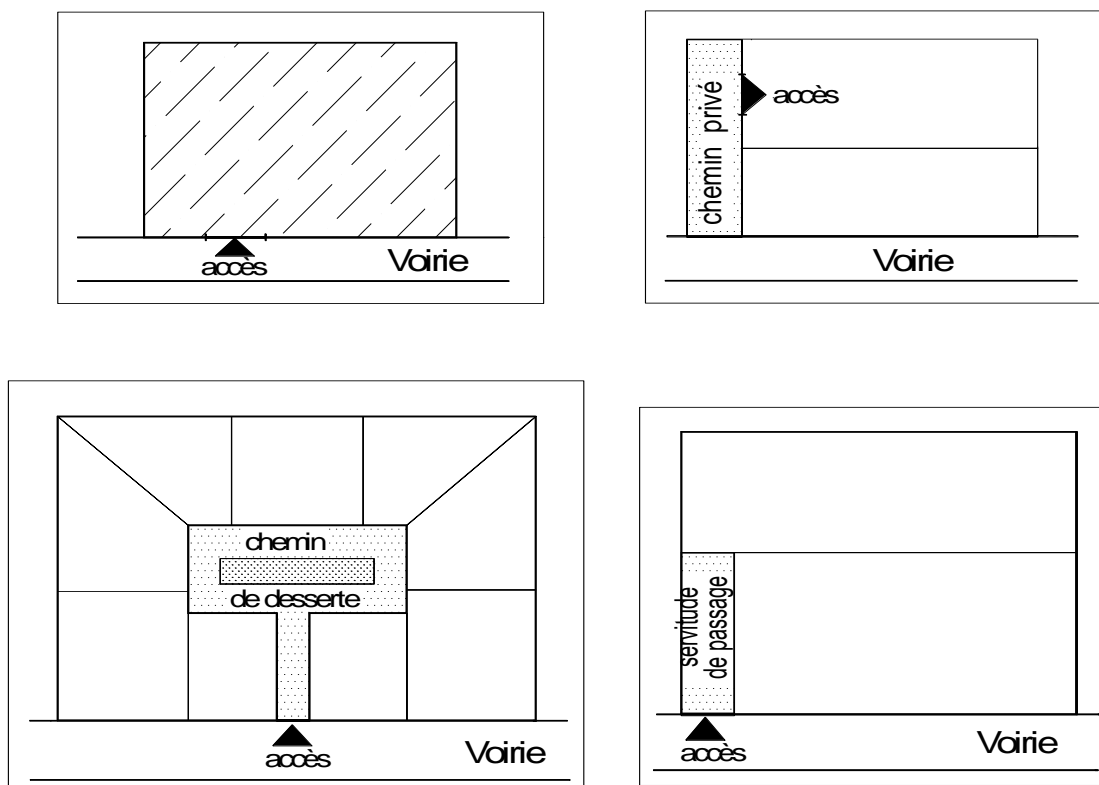 accès
Voirie
chemin privé
accès
Voirie
chemin
de desserte
accès
Voirie
servitude
de passage
accès
Voirie